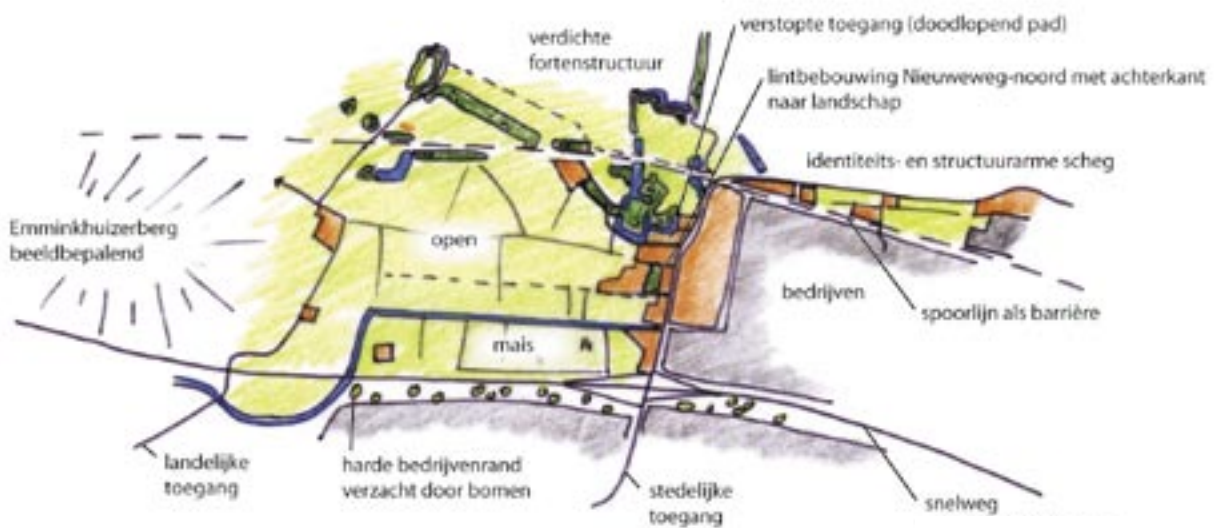 verstopte toegang (doodlopend pad)
verdichte
fortenstructuur
lintbebouwing Nieuweweg-noord met achterkant
naar landschap
identiteits- en structuurarme scheg
Emminkhuizerberg
beeldbepalend
open
bedrijven
spoorlijn als barrière
mais
landelijke
toegang
harde bedrijvenrand
verzacht door bomen
stedelijke
toegang
snelweg